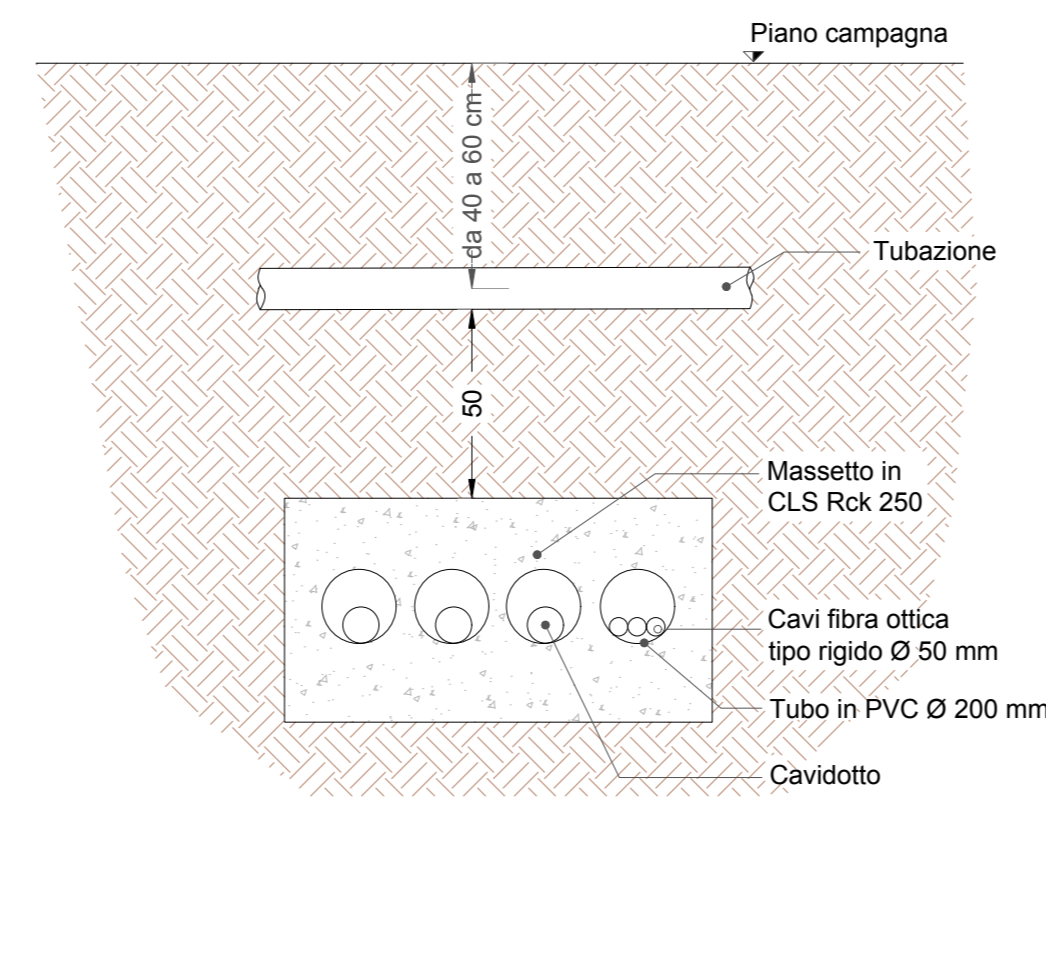 Piano campagna
da 40 a 60 cm
Tubazione
50
Massetto in
CLS Rck 250
Cavi fibra ottica
tipo rigido Ø 50 mm
Tubo in PVC Ø 200 mm
Cavidotto